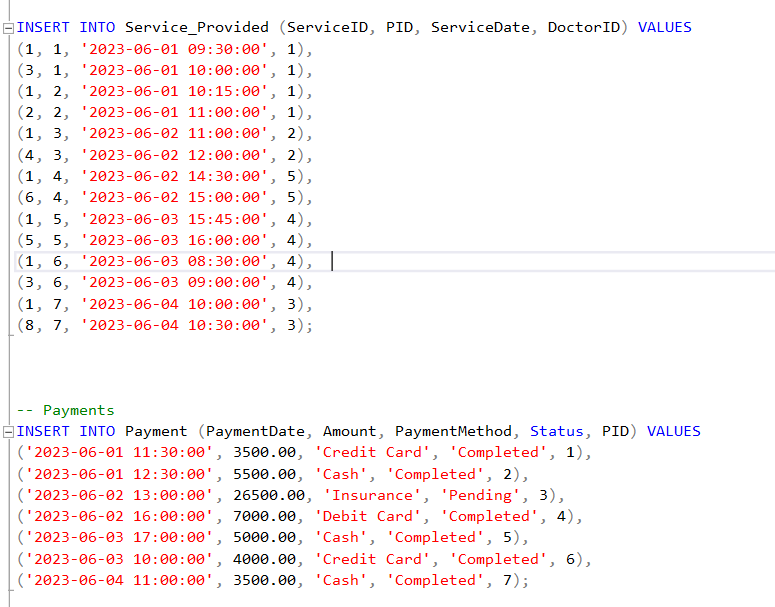 INSERT INTO Service_Provided (ServiceID, PID, ServiceDate, DoctorID) VALUES
(1, 1, '2023-06-01 09:30:00', 1),
(3, 1, '2023-06-01 10:00:00', 1),
(1, 2, '2023-06-01 10:15:00', 1),
(2, 2, '2023-06-01 11:00:00', 1),
(1, 3, '2023-06-02 11:00:00', 2),
(4, 3, '2023-06-02 12:00:00', 2),
(1, 4, '2023-06-02 14:30:00', 5),
(6, 4, '2023-06-02 15:00:00', 5),
(1, 5, '2023-06-03 15:45:00', 4),
(5, 5, '2023-06-03 16:00:00', 4),
(1, 6, '2023-06-03 08:30:00', 4),
(3, 6, '2023-06-03 09:00:00', 4),
(1, 7, '2023-06-04 10:00:00', 3),
(8, 7, '2023-06-04 10:30:00', 3);
-- Payments
INSERT INTO Payment (PaymentDate, Amount, PaymentMethod, Status, PID) VALUES
('2023-06-01 11:30:00', 3500.00, 'Credit Card', 'Completed', 1),
('2023-06-01 12:30:00', 5500.00, 'Cash', 'Completed', 2),
('2023-06-02 13:00:00', 26500.00, 'Insurance', 'Pending', 3),
('2023-06-02 16:00:00', 7000.00, 'Debit Card', 'Completed', 4),
('2023-06-03 17:00:00', 5000.00, 'Cash', 'Completed', 5),
('2023-06-03 10:00:00', 4000.00, 'Credit Card', 'Completed', 6),
('2023-06-04 11:00:00', 3500.00, 'Cash', 'Completed', 7);